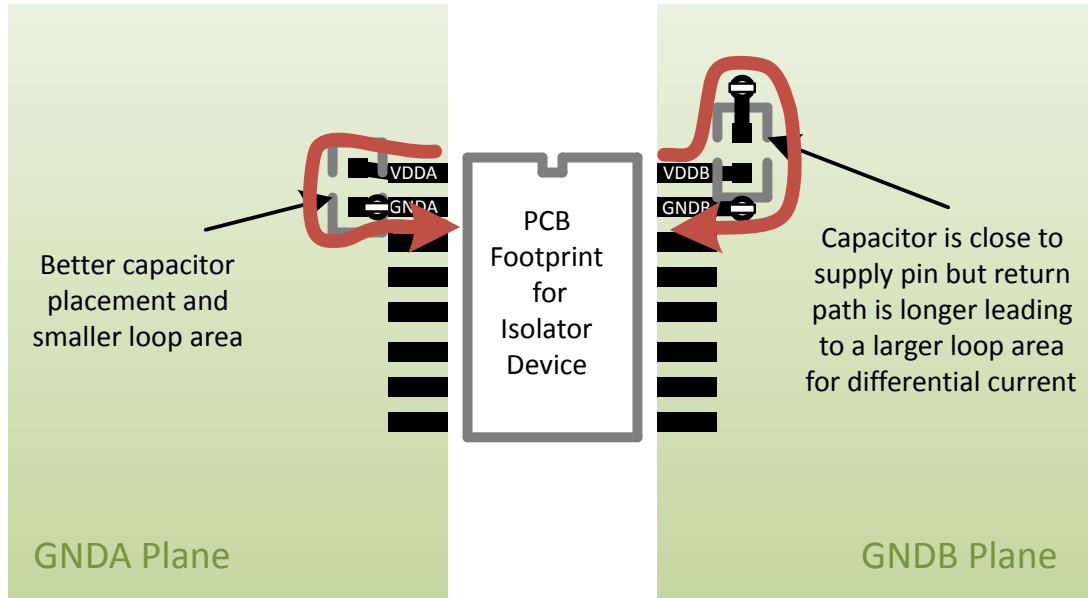 VDDA
GNDA
VDDB
GNDB
PCB
Footprint
for
Isolator
Device
Better capacitor
placement and
smaller loop area
Capacitor is close to
supply pin but return
path is longer leading
to a larger loop area
for differential current
GNDA Plane
GNDB Plane